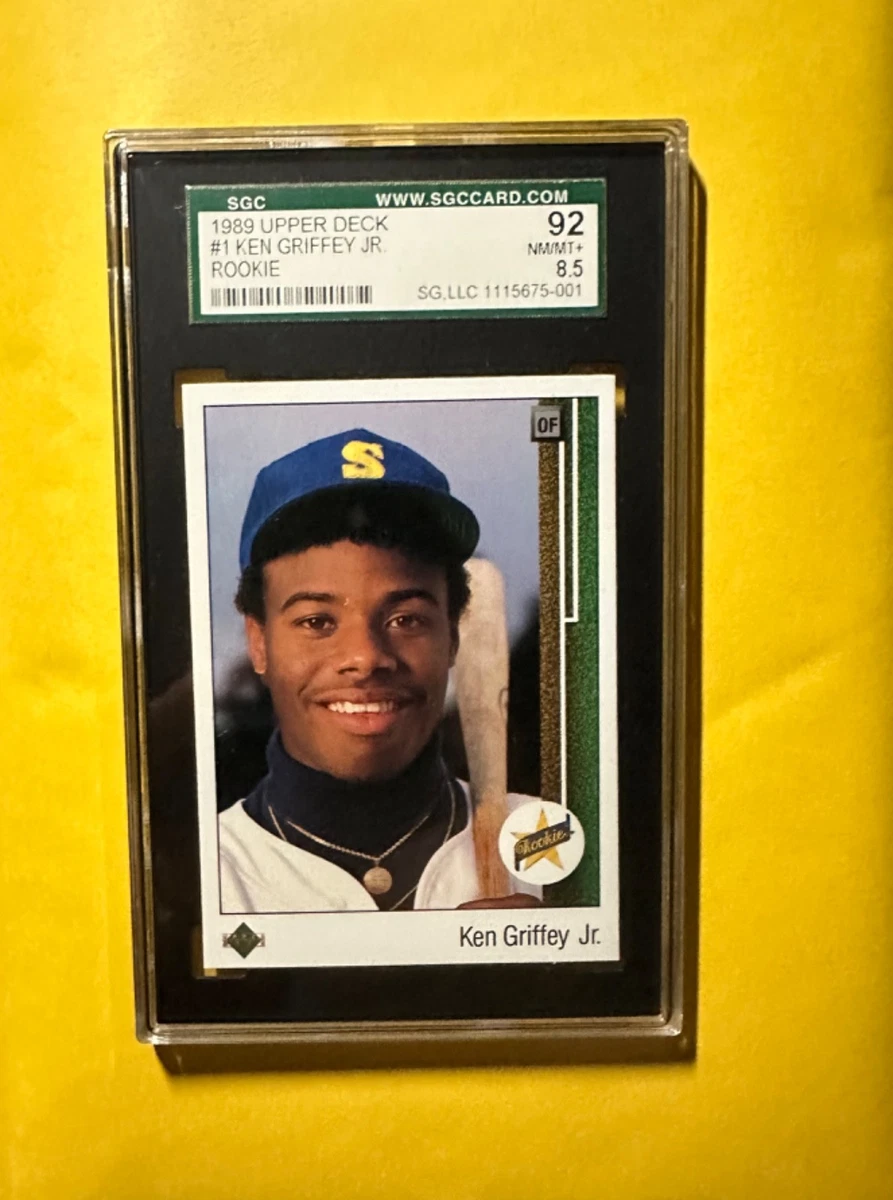 SGC WWW.SGCCARD.COM
1989 UPPER DECK 92
#1 KEN GRIFFEY JR. NM/MT+
ROOKIE 8.5
SG,LLC 1115675-001
OF
S
Rookie
Ken Griffey Jr.